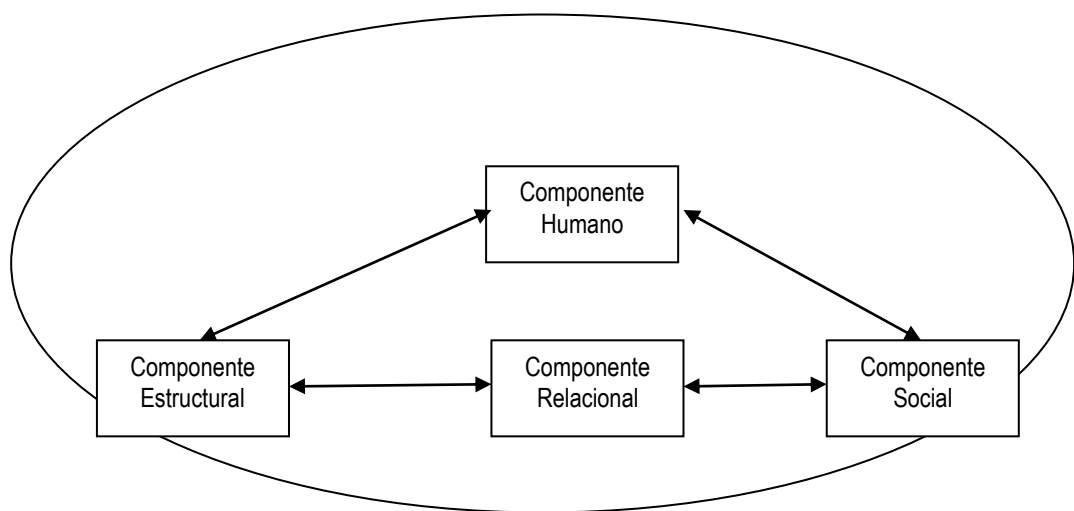 Componente
Humano
Componente
Estructural
Componente
Relacional
Componente
Social